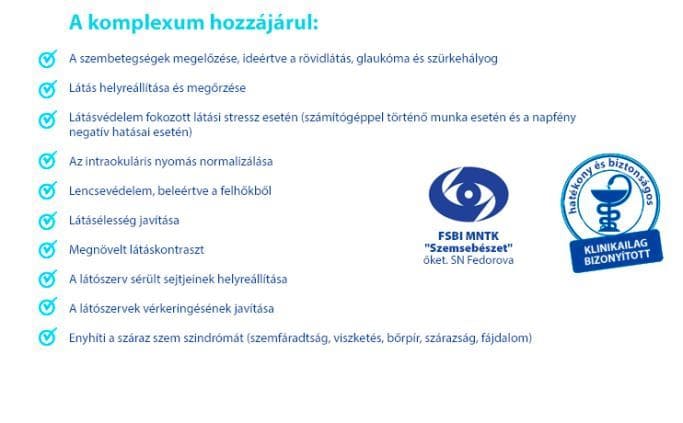 A komplexum hozzájárul:
A szembetegségek megelőzése, ideértve a rövidlátás, glaukóma és szürkehályog
Látás helyreállítása és megőrzése
Látásvédelem fokozott látási stressz esetén (számítógéppel történő munka esetén és a napfény
negatív hatásai esetén)
Az intraokuláris nyomás normalizálása
Lencsevédelem, beleértve a felhőkből
Látásélesség javítása
Megnövelt látáskontraszt
A látószerv sérült sejtjeinek helyreállítása
A látószervek vérkeringésének javítása
Enyhíti a száraz szem szindrómát (szemfáradtság, viszketés, bőrpír, szárazság, fájdalom)
FSBI MNTK
"Szemsebészet"
őket. SN Fedorova
hatékony és biztonságos
KLINIKAILAG
BIZONYÍTOTT